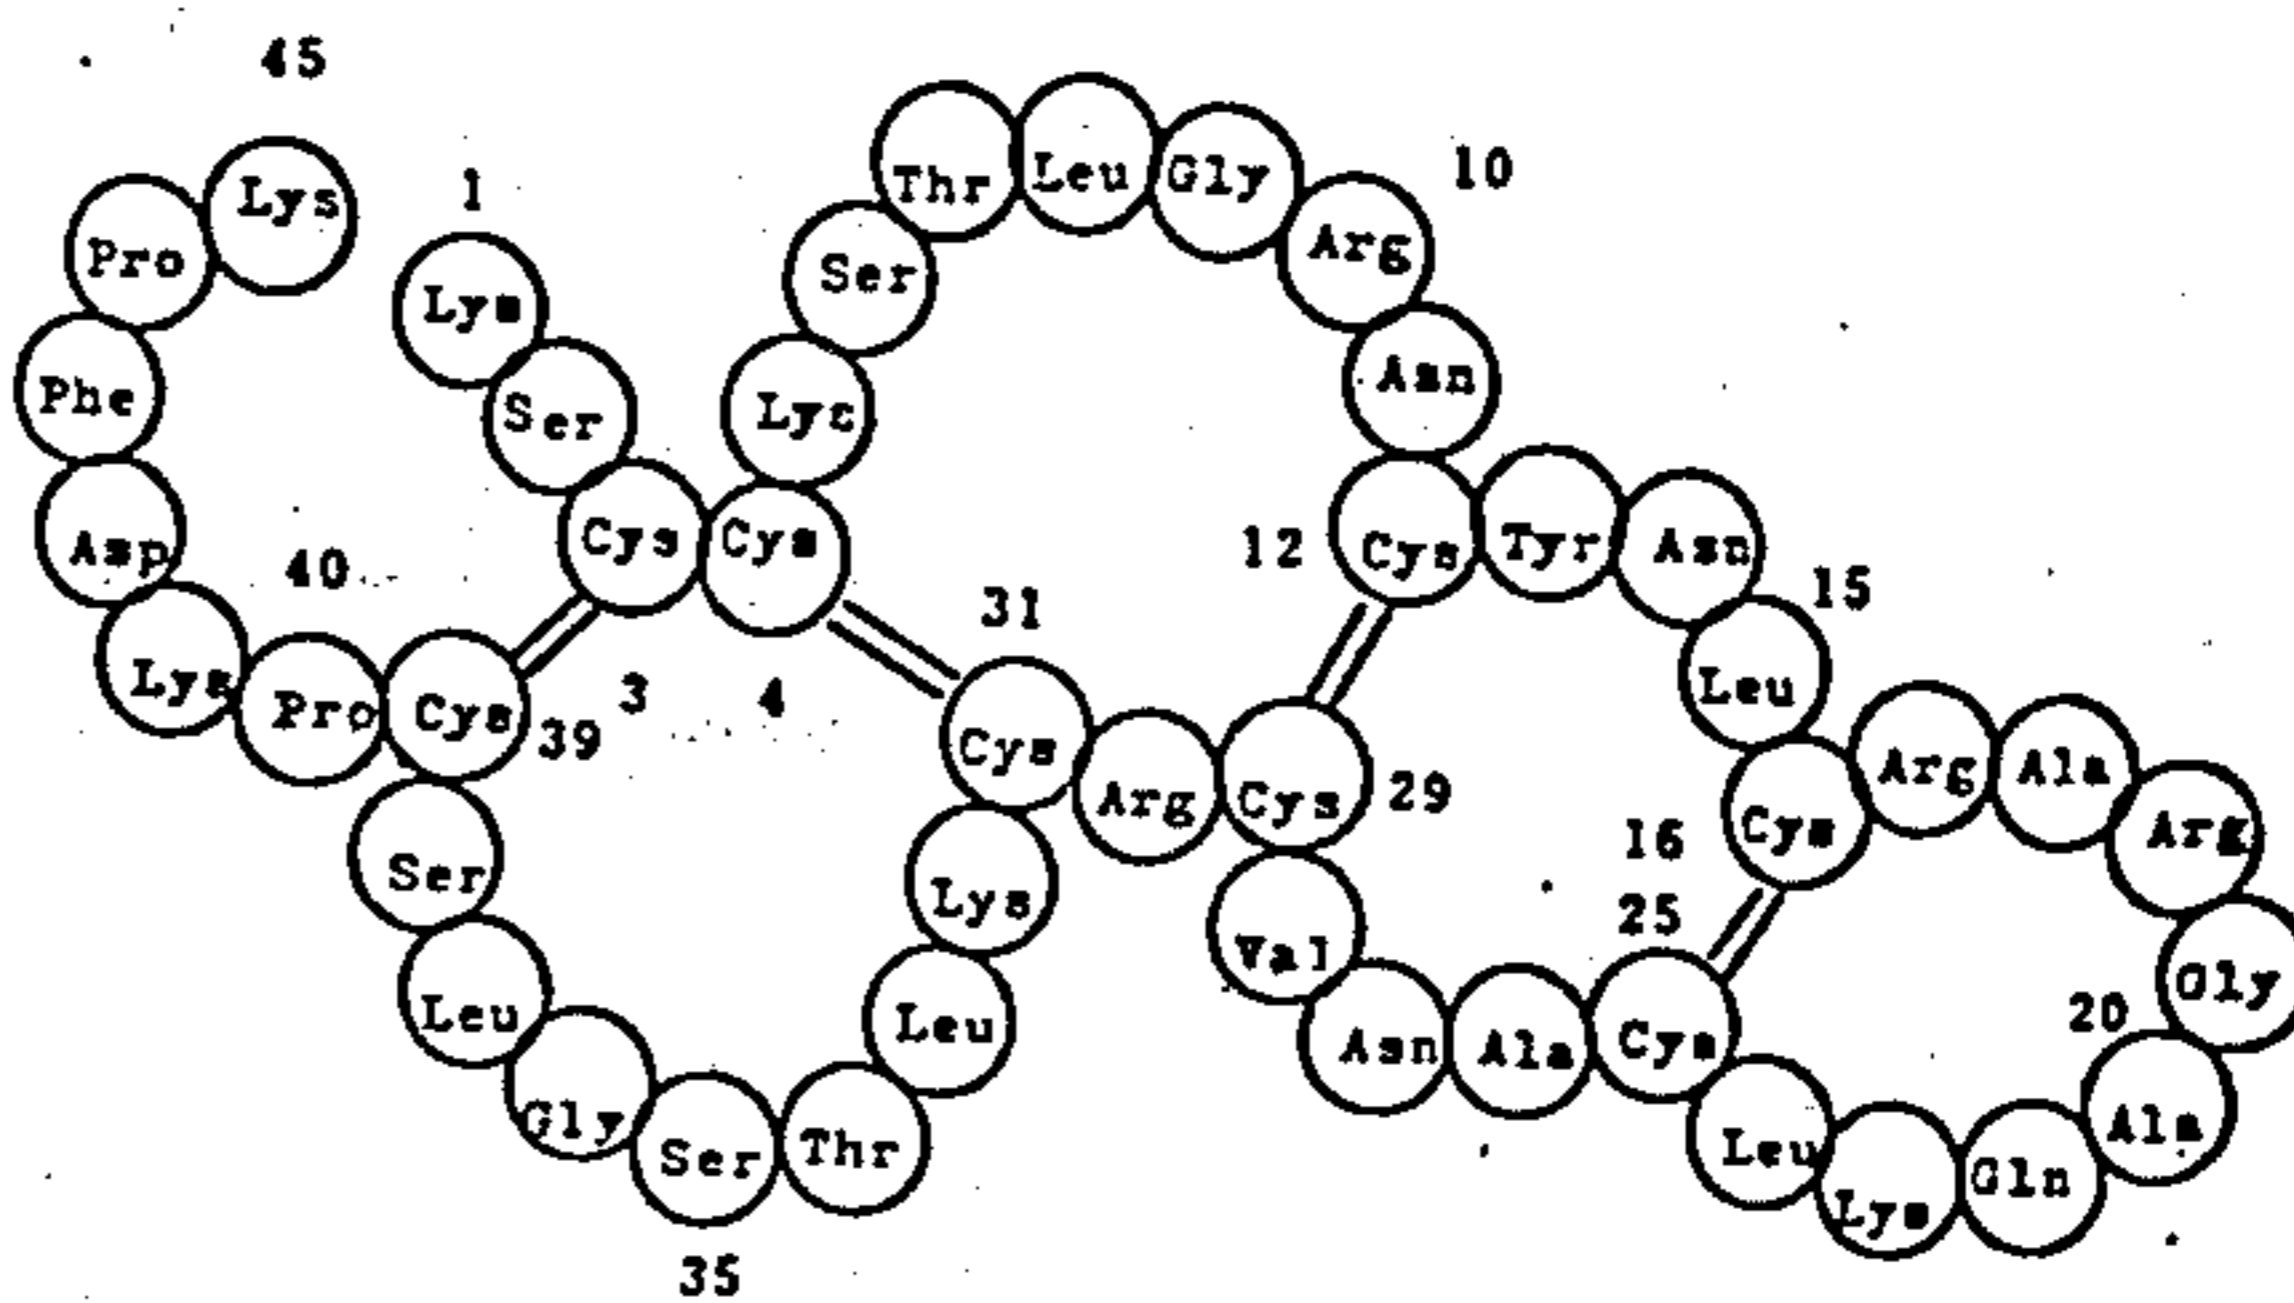 45
1
10
Lys
Pro
Phe
Asp
Lys
Pro
Cys
40
39
Lys
Ser
Cys
3
Cys
4
Lys
Ser
Thr
Leu
Gly
Arg
Asn
Cys
12
Tyr
Asn
Leu
15
Cys
16
Arg
Ala
Arg
Gly
20
Ala
Gln
Lys
Leu
Cys
25
Ala
Asn
Val
Cys
29
Arg
Cys
31
Lys
Leu
Thr
Ser
35
Gly
Leu
Ser